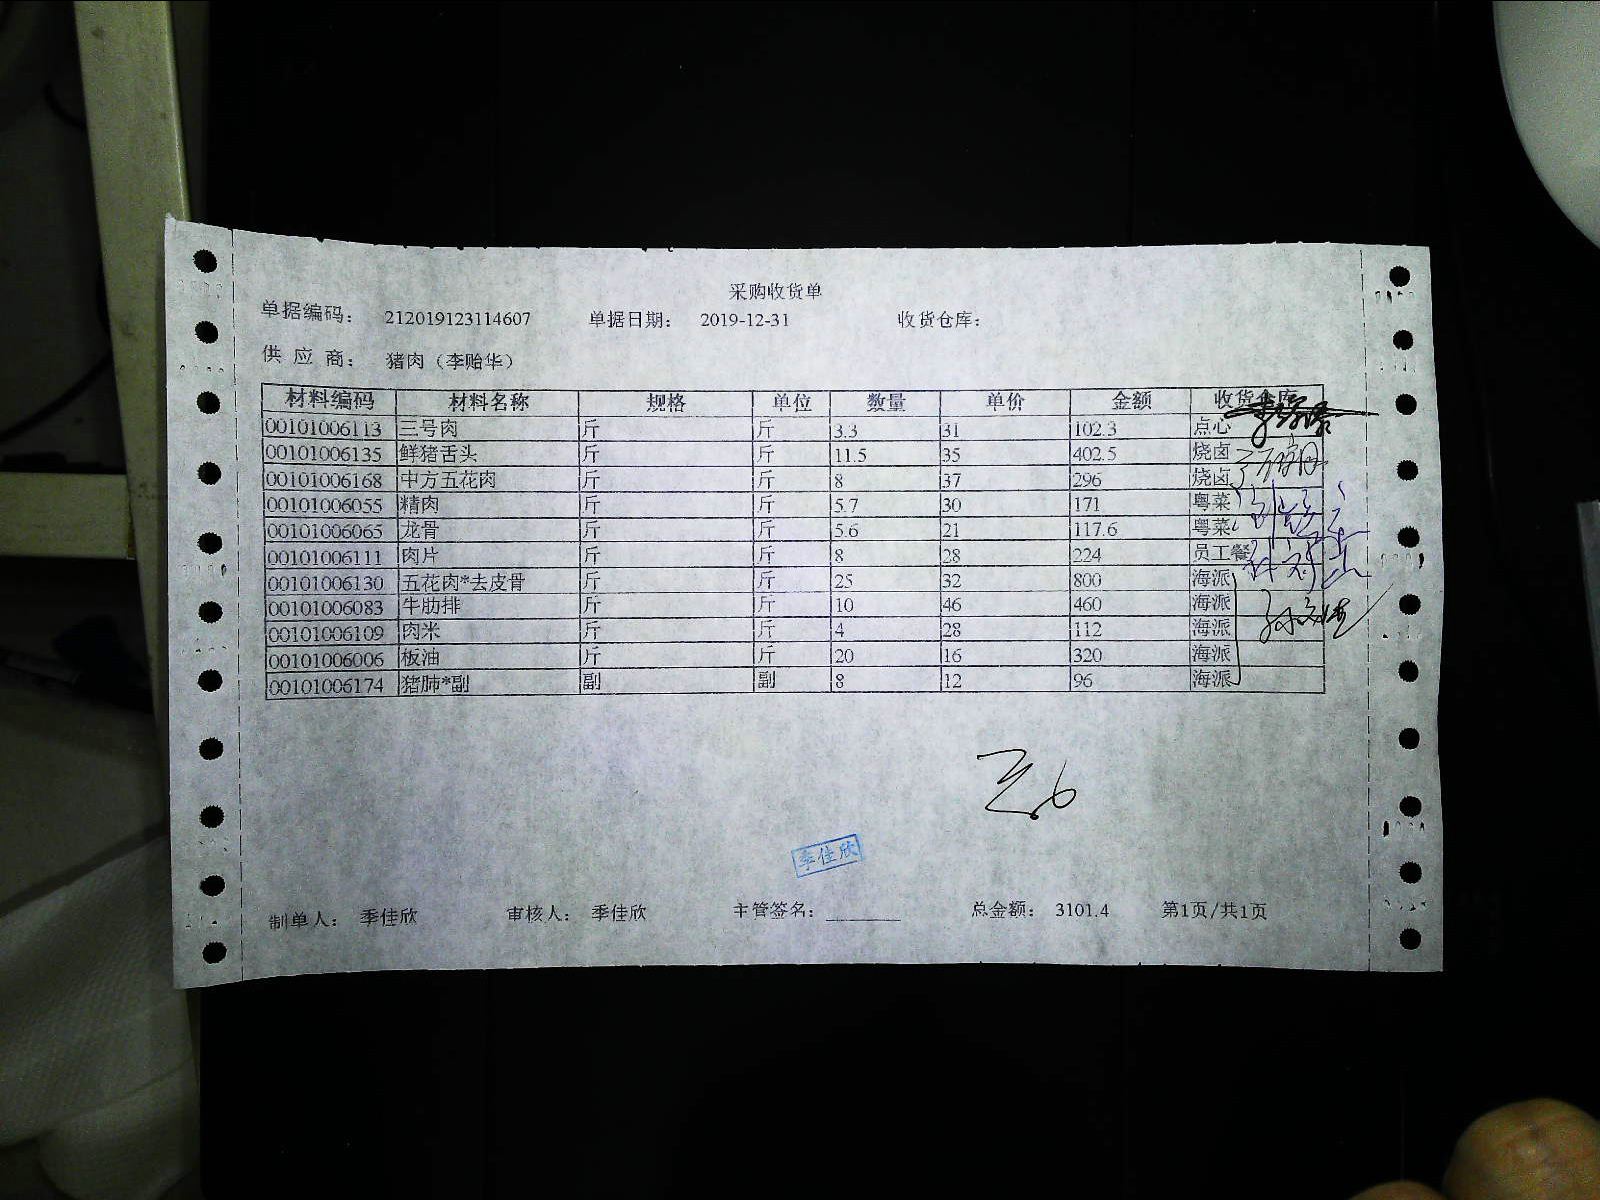 采购收货单
单据编码： 212019123114607 单据日期： 2019-12-31 收货仓库：
供 应 商： 猪肉（李贻华）
材料编码 材料名称 规格 单位 数量 单价 金额 收货仓库
00101006113 三号肉 斤 斤 3.3 31 102.3 点心
00101006135 鲜猪舌头 斤 斤 11.5 35 402.5 烧卤
00101006168 中方五花肉 斤 斤 8 37 296 烧卤
00101006055 精肉 斤 斤 5.7 30 171 粤菜
00101006065 龙骨 斤 斤 5.6 21 117.6 粤菜
00101006111 肉片 斤 斤 8 28 224 员工餐
00101006130 五花肉*去皮骨 斤 斤 25 32 800 海派
00101006083 牛肋排 斤 斤 10 46 460 海派
00101006109 肉米 斤 斤 4 28 112 海派
00101006006 板油 斤 斤 20 16 320 海派
00101006174 猪肺*副 副 副 8 12 96 海派
季佳欣
制单人： 季佳欣 审核人： 季佳欣 主管签名： 总金额： 3101.4 第1页/共1页